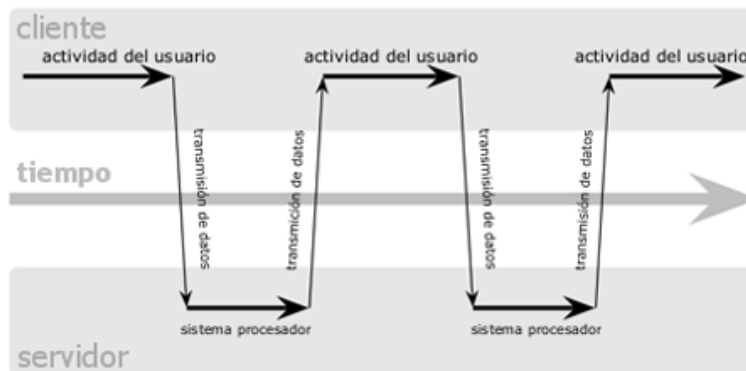 cliente
actividad del usuario
actividad del usuario
actividad del usuario
transmisión de datos
transmición de datos
transmisión de datos
transmisión de datos
tiempo
sistema procesador
sistema procesador
servidor